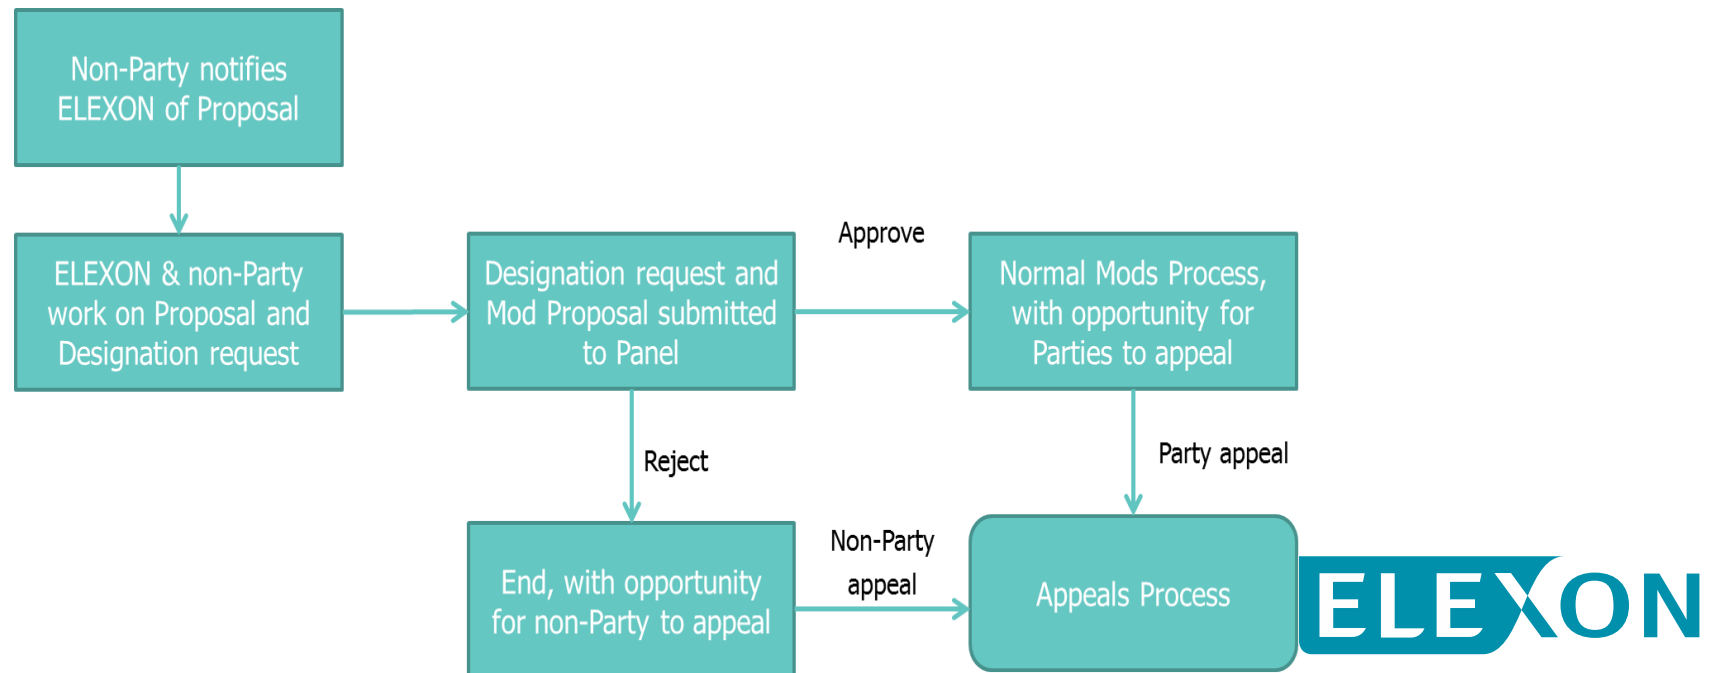 Non-Party notifies
ELEXON of Proposal
ELEXON & non-Party
work on Proposal and
Designation request
Designation request and
Mod Proposal submitted
to Panel
Approve
Normal Mods Process,
with opportunity for
Parties to appeal
Reject
Party appeal
End, with opportunity
for non-Party to appeal
Non-Party
appeal
Appeals Process
ELEXON